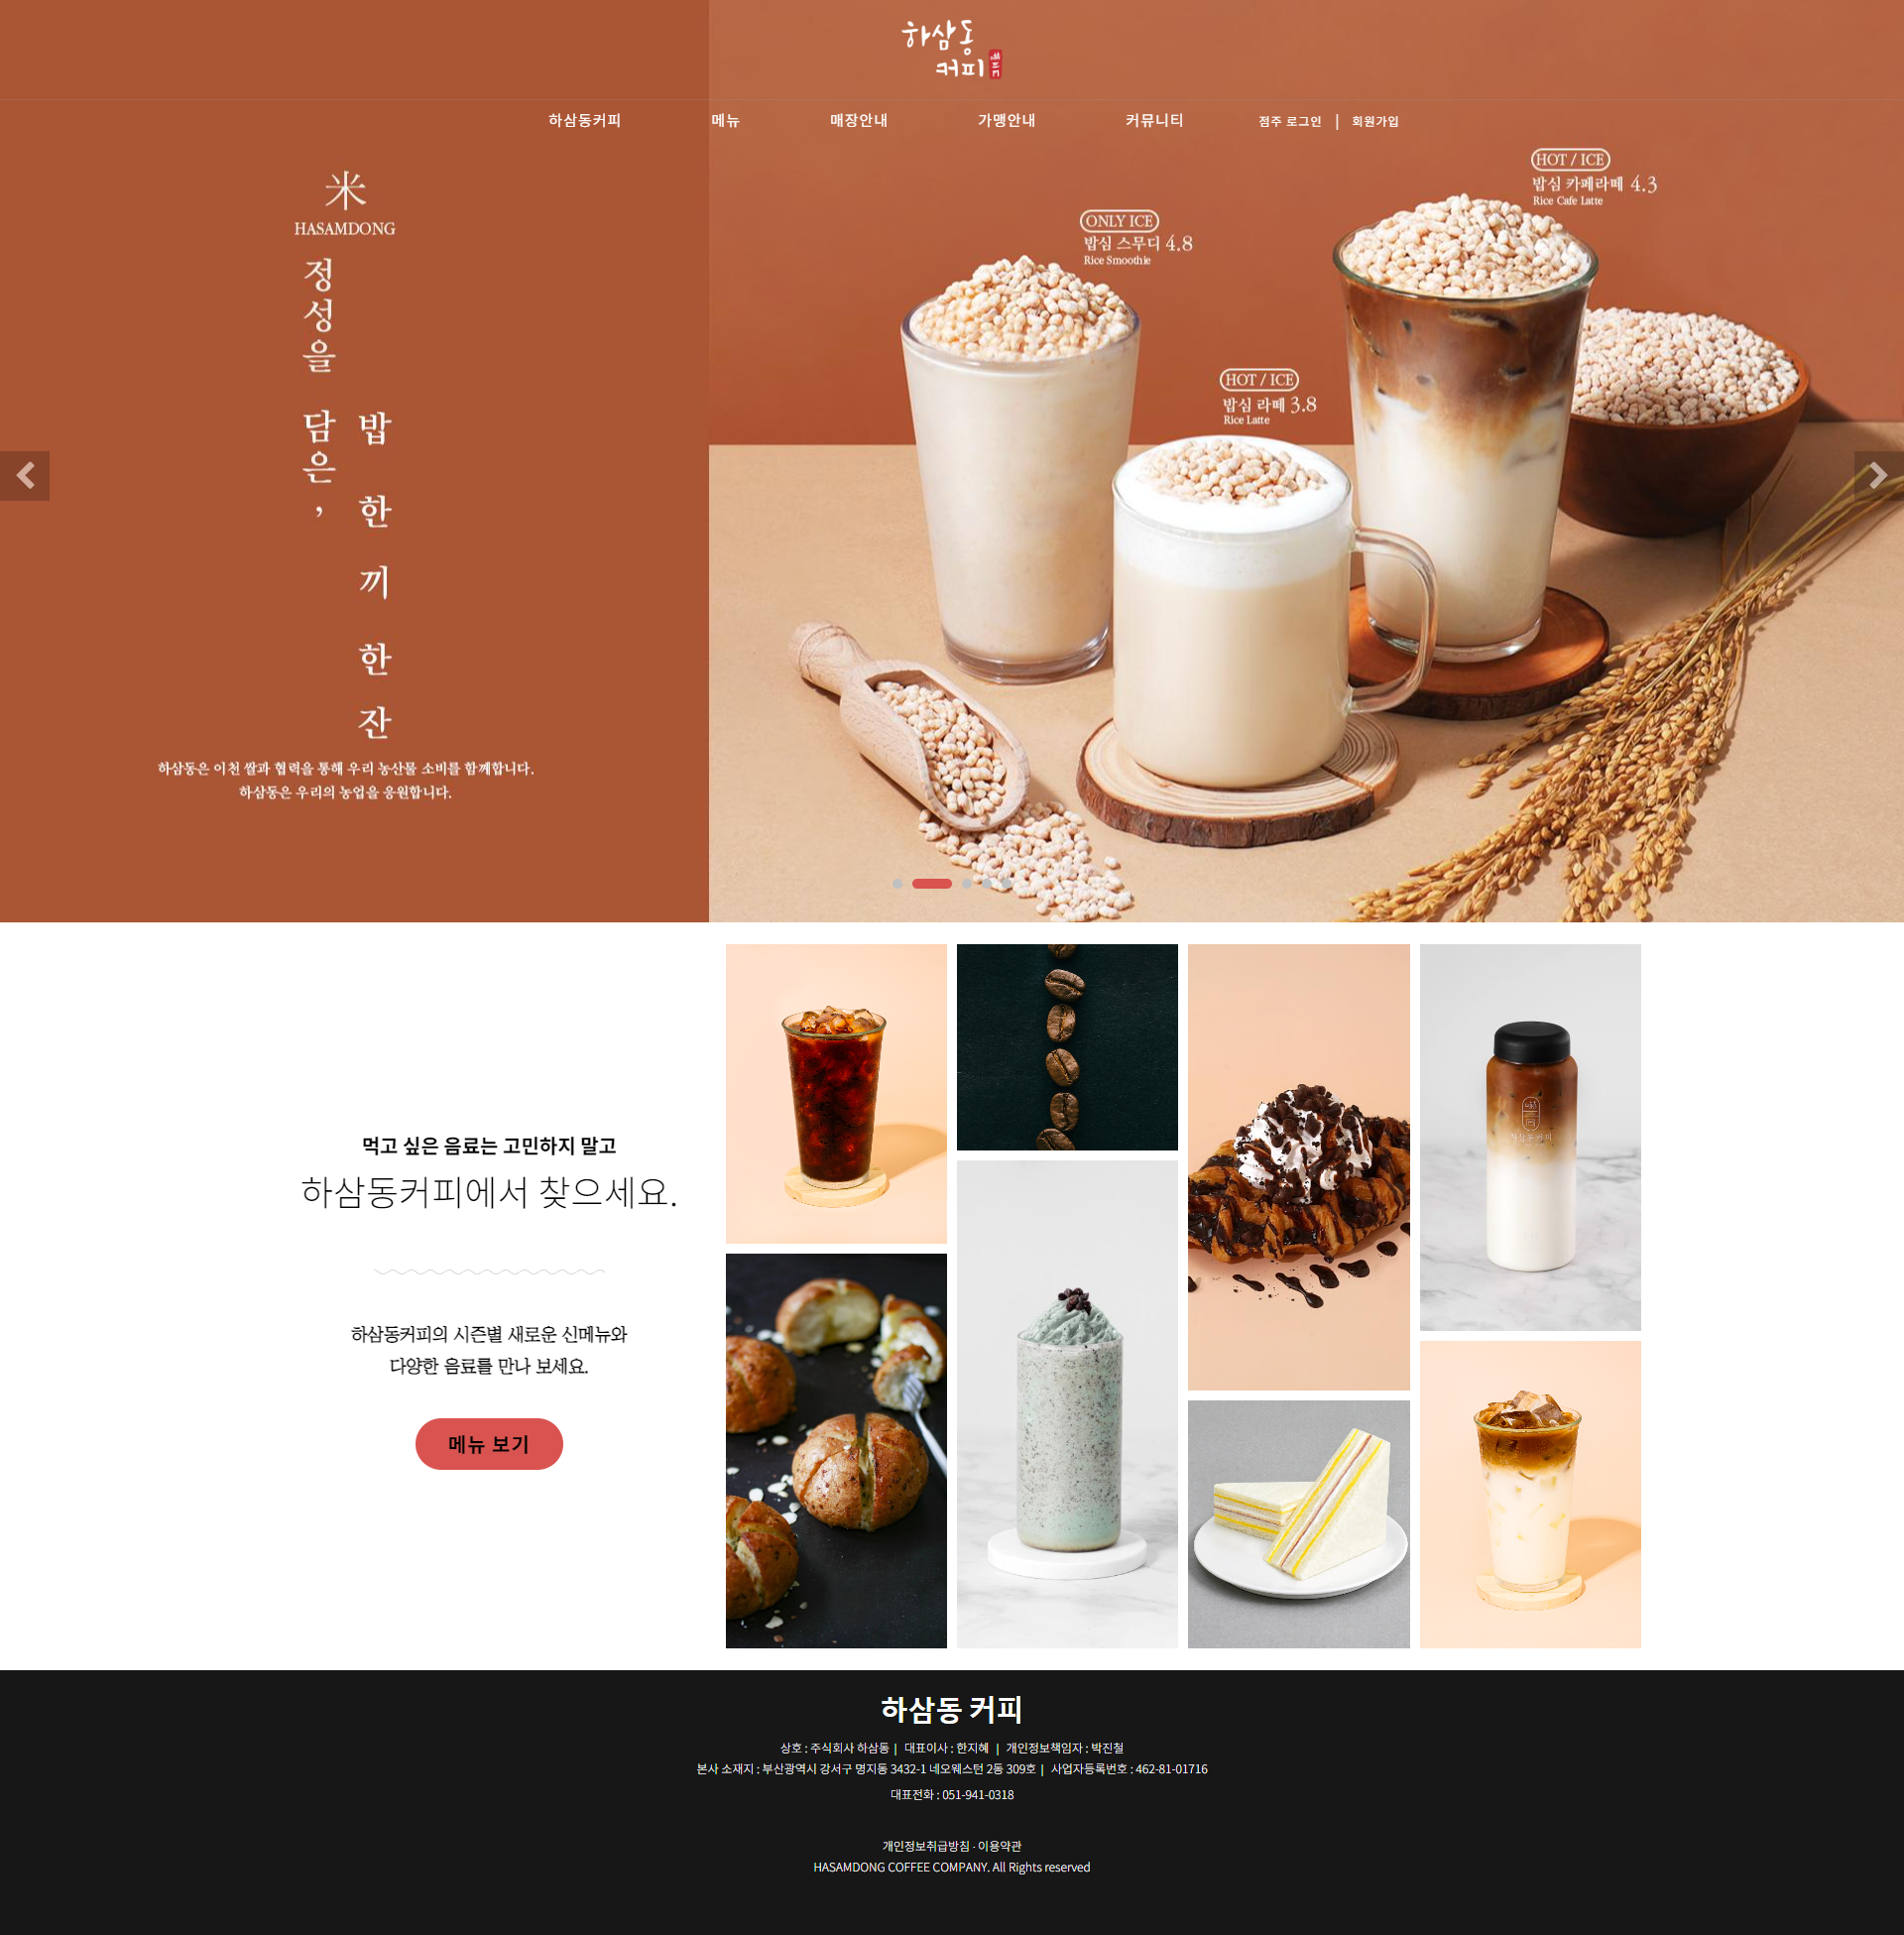 하삼동
커피
하삼동커피 메뉴 매장안내 가맹안내 커뮤니티 점주 로그인 | 회원가입
米
HASAMDONG
정성을 담은,
밥 한 끼 한 잔
하삼동은 이천 쌀과 협력을 통해 우리 농산물 소비를 함께합니다.
하삼동은 우리의 농업을 응원합니다.
ONLY ICE
밥심 스무디 4.8
Rice Smoothie
HOT / ICE
밥심 라떼 3.8
Rice Latte
HOT / ICE
밥심 카페라떼 4.3
Rice Cafe Latte
먹고 싶은 음료는 고민하지 말고
하삼동커피에서 찾으세요.
하삼동커피의 시즌별 새로운 신메뉴와
다양한 음료를 만나 보세요.
메뉴 보기
하삼동커피
하삼동 커피
상호 : 주식회사 하삼동 | 대표이사 : 한지혜 | 개인정보책임자 : 박진철
본사 소재지 : 부산광역시 강서구 명지동 3432-1 네오웨스턴 2동 309호 | 사업자등록번호 : 462-81-01716
대표전화 : 051-941-0318
개인정보취급방침 · 이용약관
HASAMDONG COFFEE COMPANY. All Rights reserved